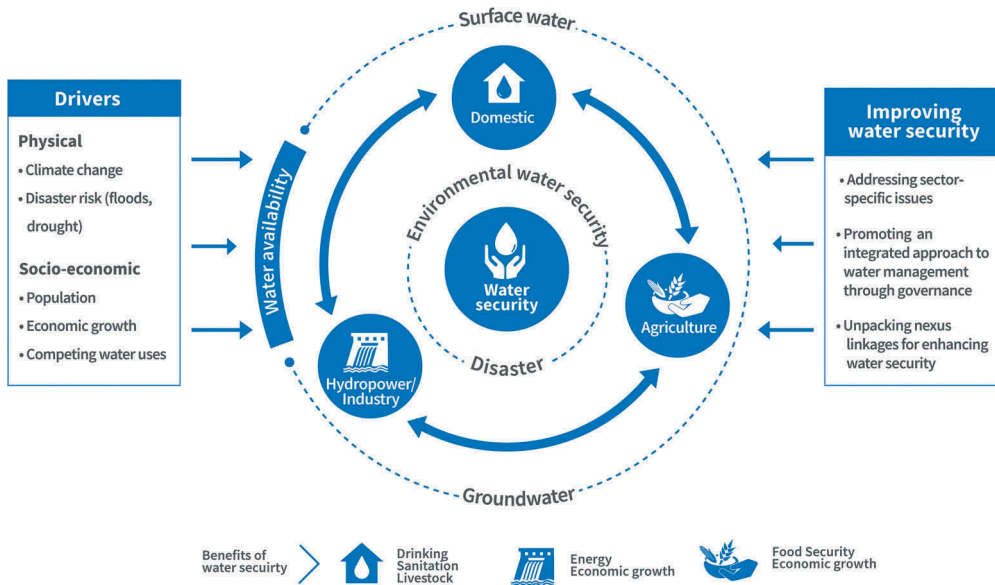 Surface water
Drivers
Physical
• Climate change
• Disaster risk (floods,
drought)
Socio-economic
• Population
• Economic growth
• Competing water uses
Water availability
Domestic
Environmental water security
Water
security
Disaster
Agriculture
Hydropower/
Industry
Groundwater
Improving
water security
• Addressing sector-
specific issues
• Promoting an
integrated approach to
water management
through governance
• Unpacking nexus
linkages for enhancing
water security
Benefits of
water secuirty
Drinking
Sanitation
Livestock
Energy
Economic growth
Food Security
Economic growth